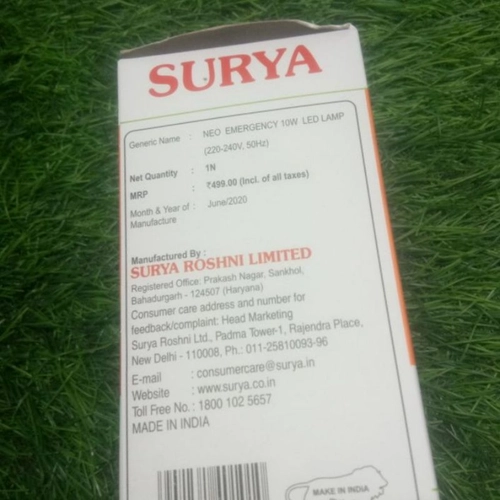 SURYA
Generic Name : NEO EMERGENCY 10W LED LAMP
(220-240V, 50Hz)
Net Quantity : 1N
MRP : ₹499.00 (Incl. of all taxes)
Month & Year of : June/2020
Manufacture
Manufactured By :
SURYA ROSHNI LIMITED
Registered Office: Prakash Nagar, Sankhol,
Bahadurgarh - 124507 (Haryana)
Consumer care address and number for
feedback/complaint: Head Marketing
Surya Roshni Ltd., Padma Tower-1, Rajendra Place,
New Delhi - 110008, Ph.: 011-25810093-96
E-mail : consumercare@surya.in
Website : www.surya.co.in
Toll Free No.: 1800 102 5657
MADE IN INDIA
MAKE IN INDIA